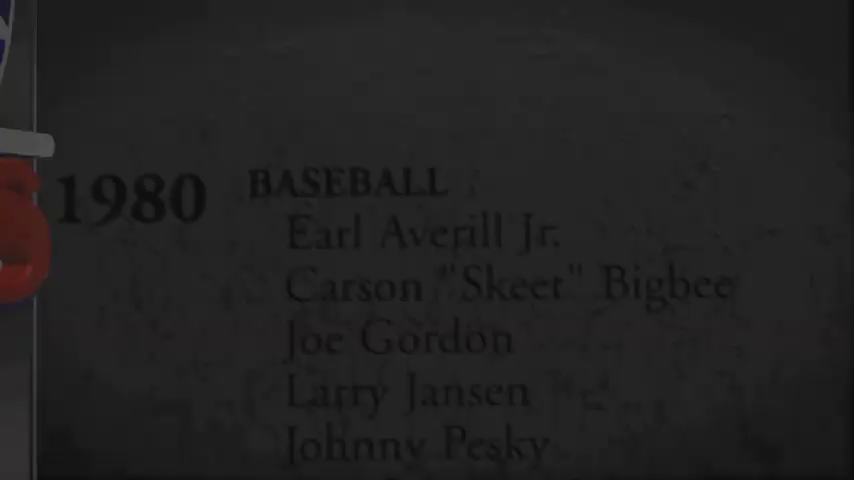 1980 BASEBALL
Earl Averill Jr.
Carson "Skeet" Bigbee
Joe Gordon
Larry Jansen
Johnny Pesky